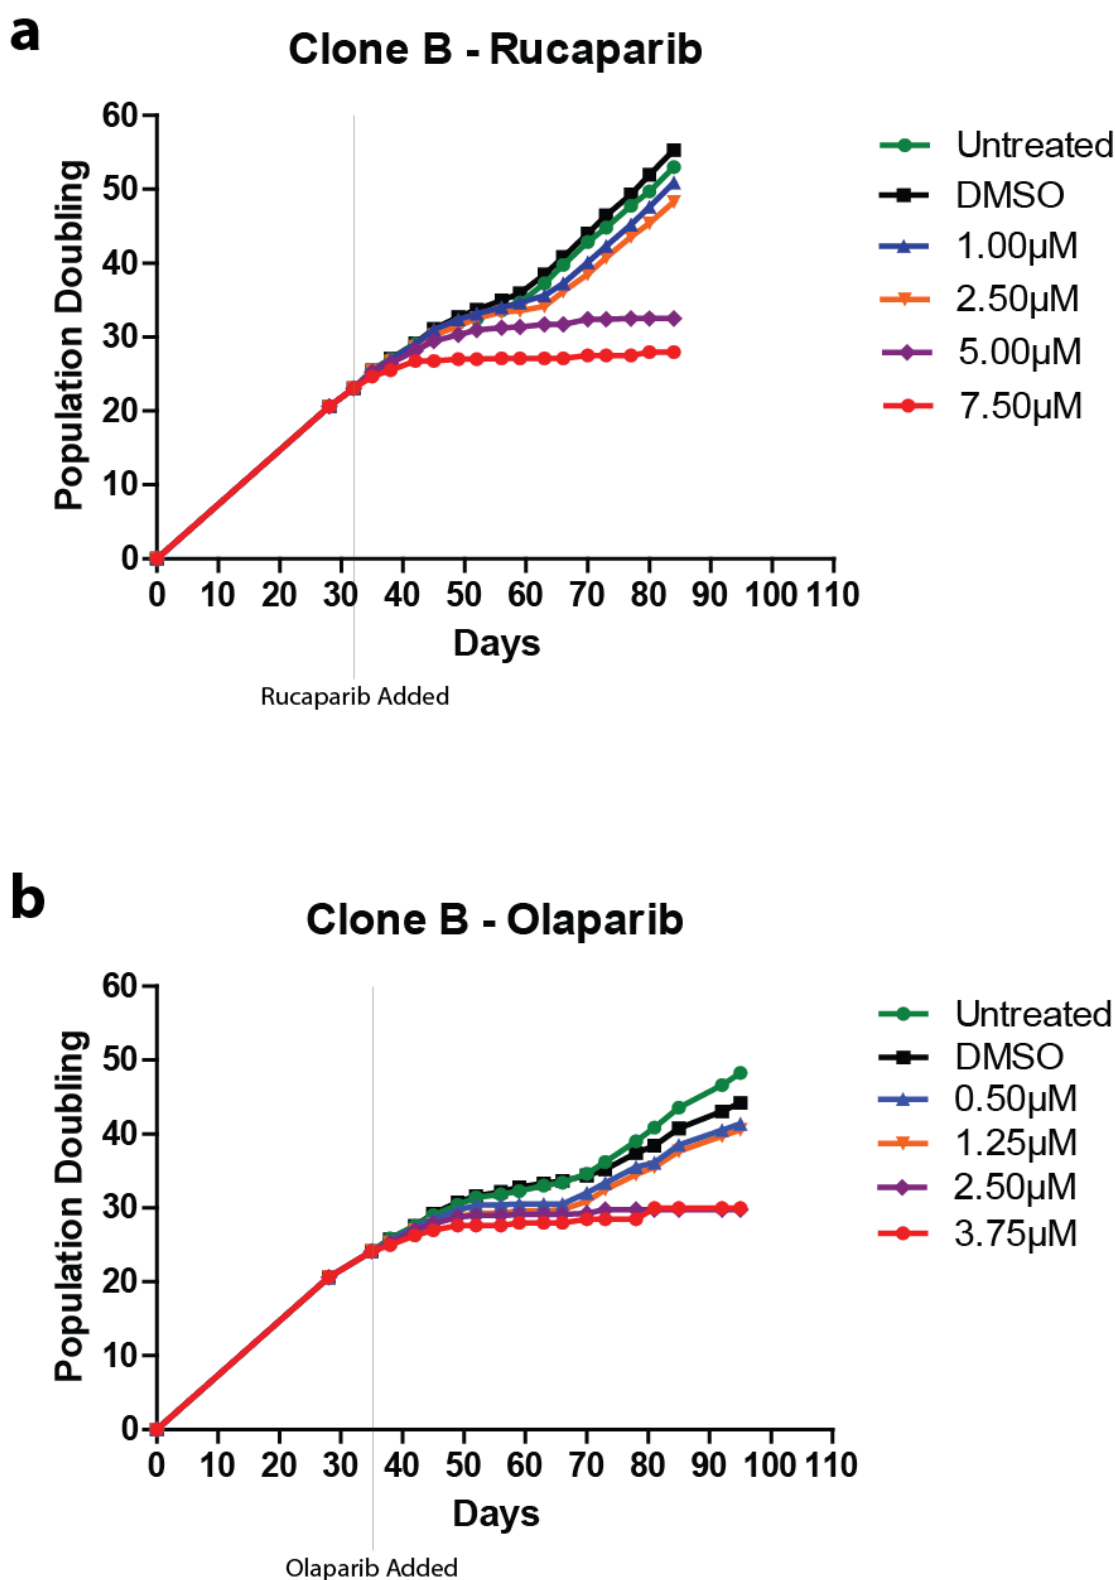 a
Clone B - Rucaparib
60
50
40
30
20
10
0
Population Doubling
0 10 20 30 40 50 60 70 80 90 100 110
Days
Rucaparib Added
Untreated
DMSO
1.00µM
2.50µM
5.00µM
7.50µM
b
Clone B - Olaparib
60
50
40
30
20
10
0
Population Doubling
0 10 20 30 40 50 60 70 80 90 100 110
Days
Olaparib Added
Untreated
DMSO
0.50µM
1.25µM
2.50µM
3.75µM